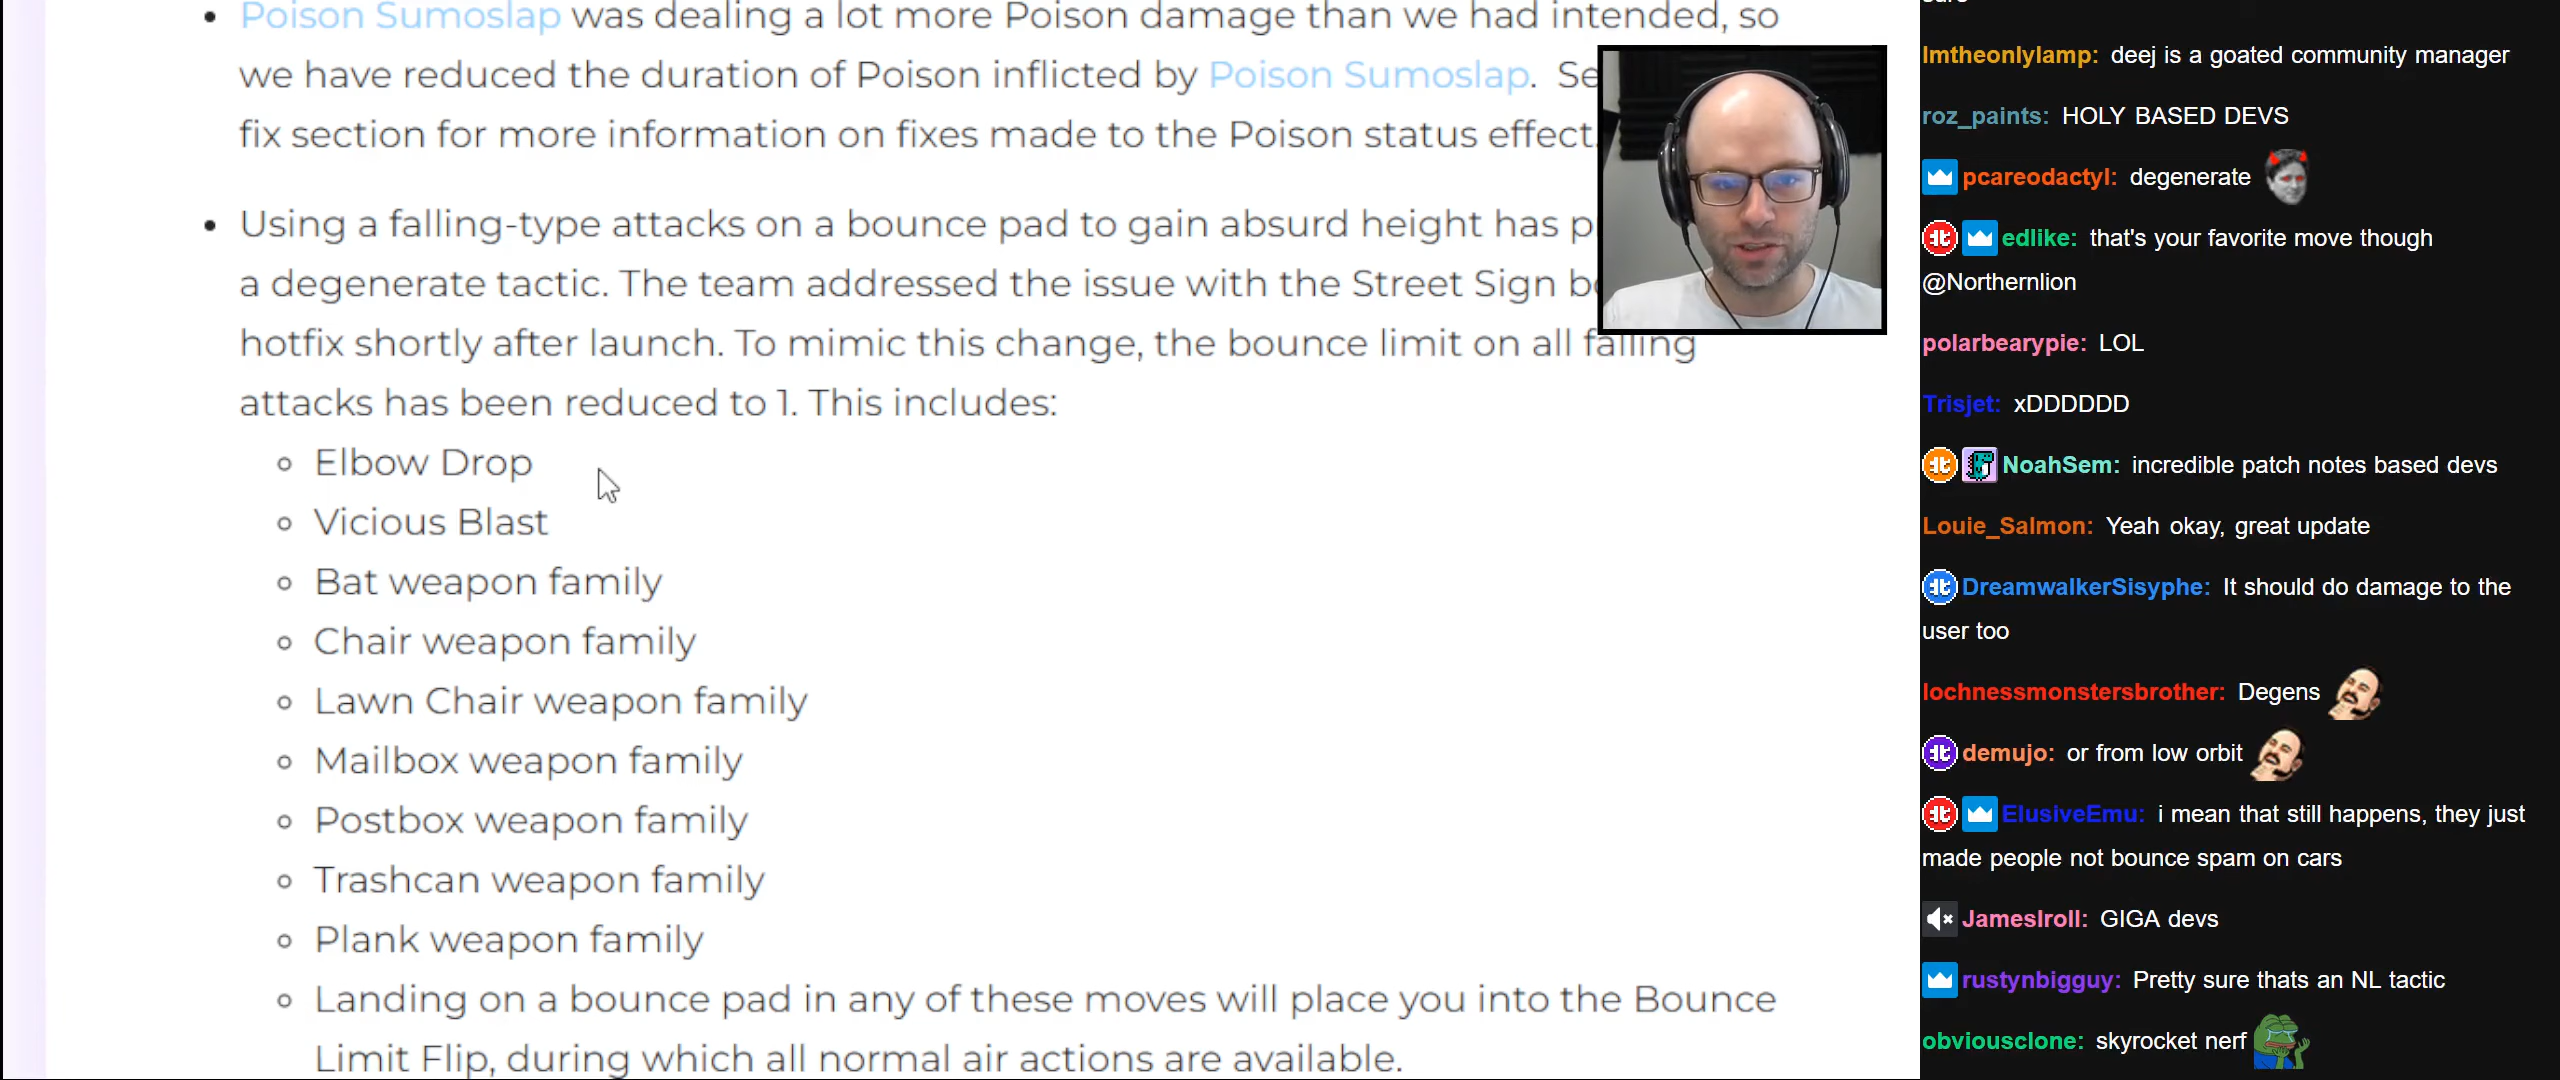 Poison Sumoslap was dealing a lot more Poison damage than we had intended, so
we have reduced the duration of Poison inflicted by Poison Sumoslap. Se
fix section for more information on fixes made to the Poison status effect.
Using a falling-type attacks on a bounce pad to gain absurd height has p
a degenerate tactic. The team addressed the issue with the Street Sign b
hotfix shortly after launch. To mimic this change, the bounce limit on all falling
attacks has been reduced to 1. This includes:
Elbow Drop
Vicious Blast
Bat weapon family
Chair weapon family
Lawn Chair weapon family
Mailbox weapon family
Postbox weapon family
Trashcan weapon family
Plank weapon family
Landing on a bounce pad in any of these moves will place you into the Bounce
Limit Flip, during which all normal air actions are available.
Imtheonlylamp: deej is a goated community manager
roz_paints: HOLY BASED DEVS
pcareodactyl: degenerate
edlike: that's your favorite move though
@Northernlion
polarbearypie: LOL
Trisjet: xDDDDDD
NoahSem: incredible patch notes based devs
Louie_Salmon: Yeah okay, great update
DreamwalkerSisyphe: It should do damage to the
user too
lochnessmonstersbrother: Degens
demujo: or from low orbit
ElusiveEmu: i mean that still happens, they just
made people not bounce spam on cars
JamesIroll: GIGA devs
rustynbigguy: Pretty sure thats an NL tactic
obviousclone: skyrocket nerf